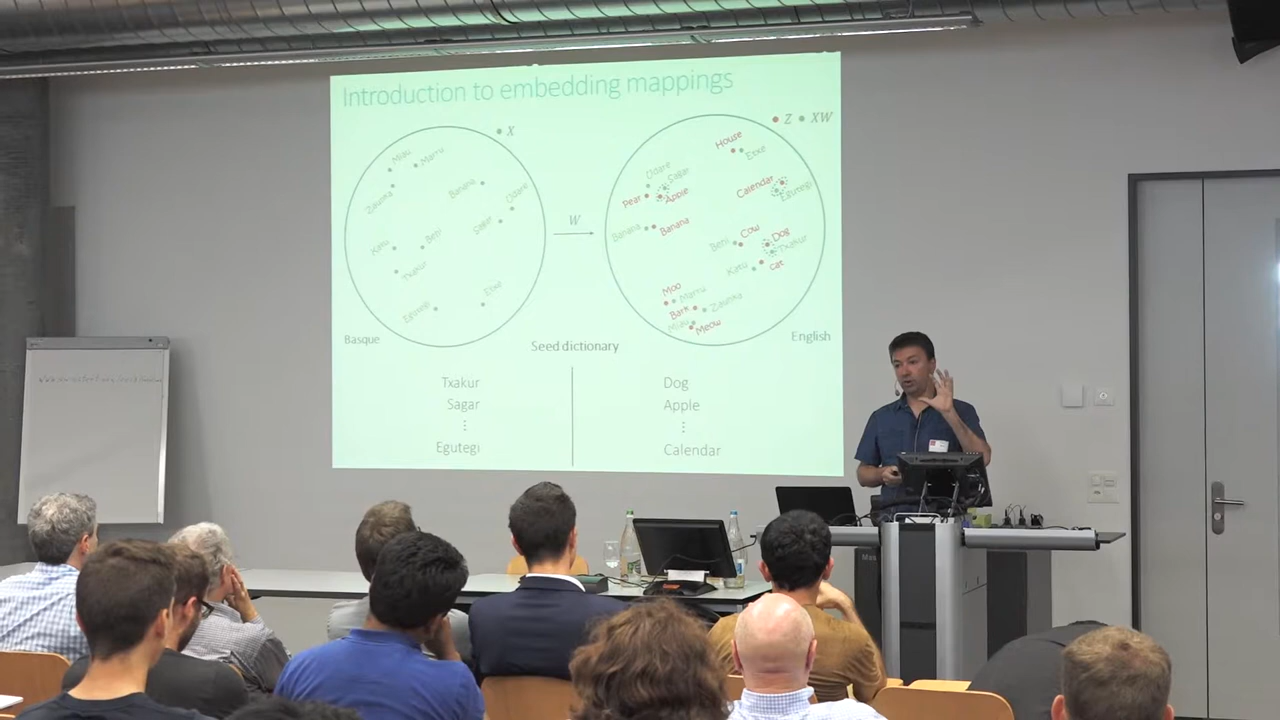 Introduction to embedding mappings
X
Z XW
Miau
Marru
Zaunka
Banana
Udare
Sagar
Katu
Behi
Txakur
Etxe
Egutegi
Basque
W
House
Etxe
Udare
Sagar
Pear
Apple
Calendar
Egutegi
Banana
Banana
Behi
Cow
Dog
Txakur
Katu
cat
Moo
Marru
Bark
Zaunka
Miau
Meow
English
Seed dictionary
Txakur Dog
Sagar Apple
⋮ ⋮
Egutegi Calendar